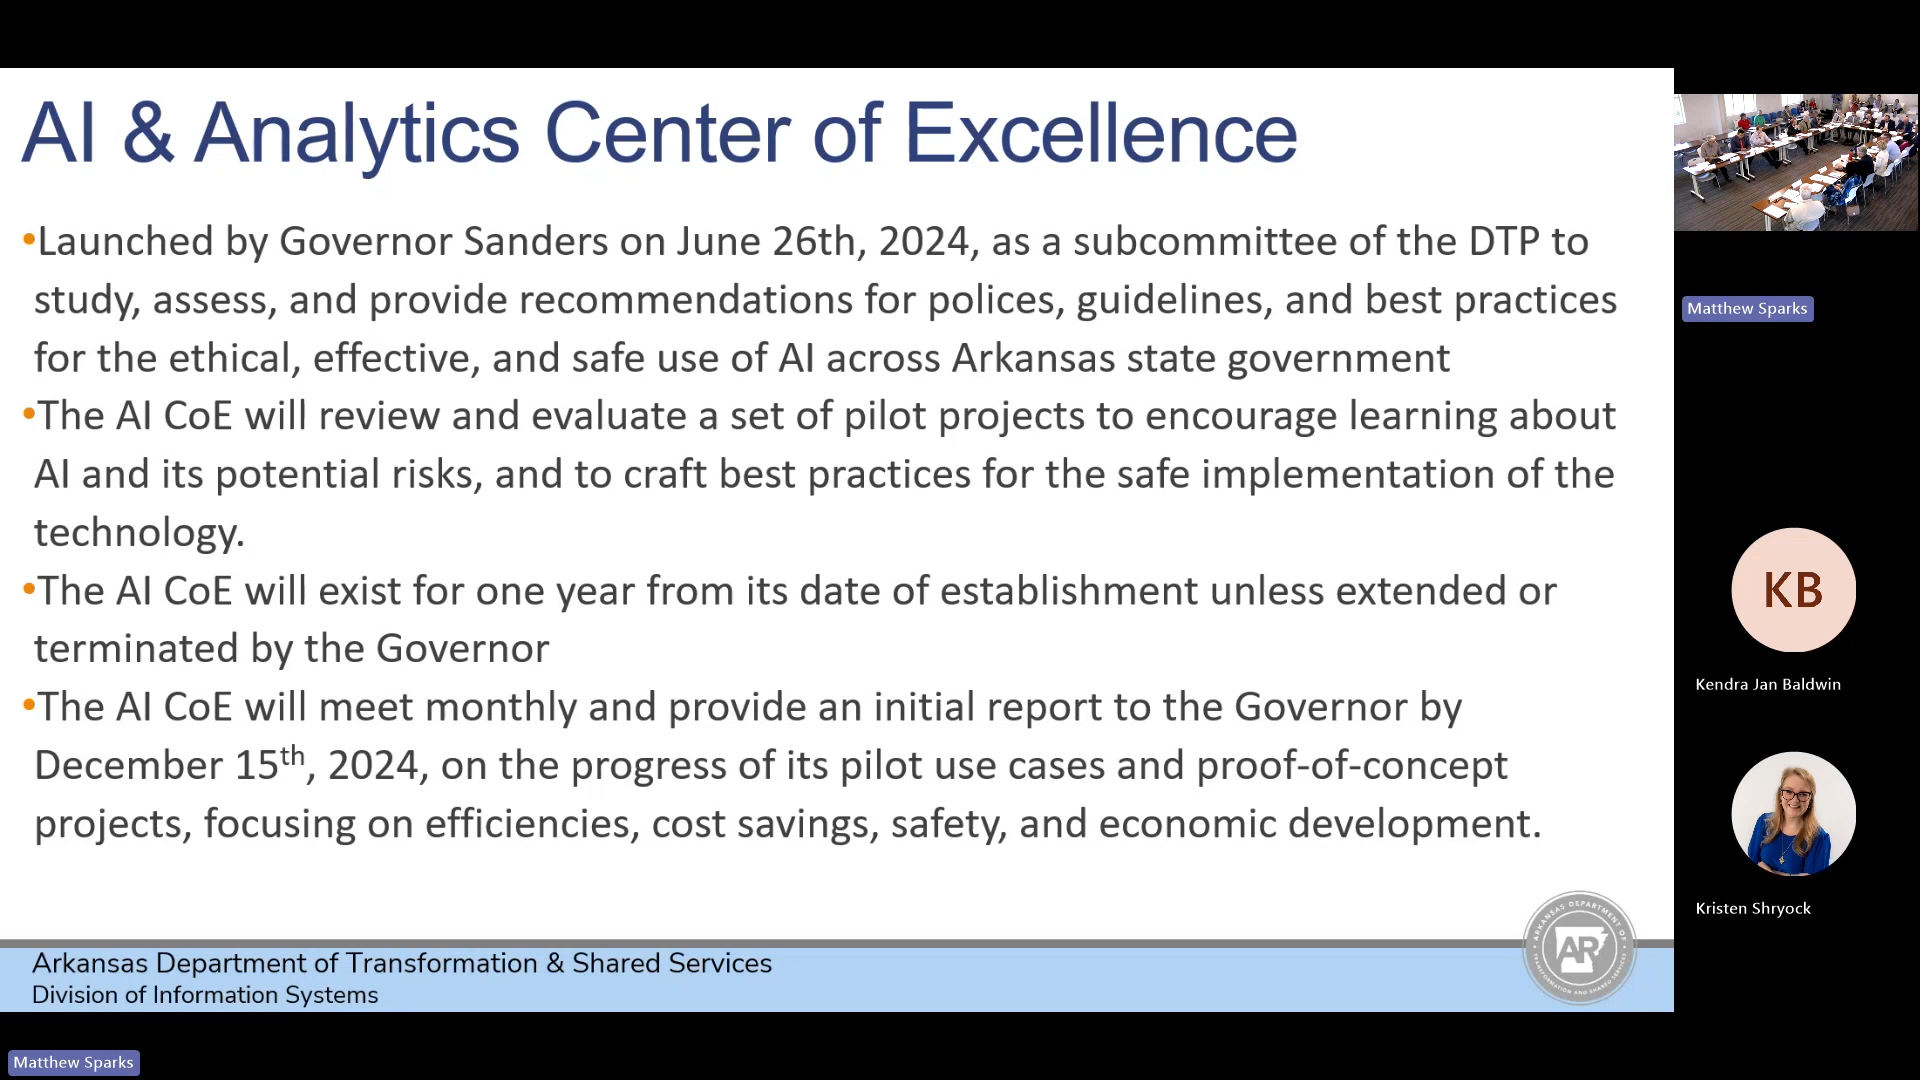 AI & Analytics Center of Excellence
•Launched by Governor Sanders on June 26th, 2024, as a subcommittee of the DTP to
study, assess, and provide recommendations for polices, guidelines, and best practices
for the ethical, effective, and safe use of AI across Arkansas state government
•The AI CoE will review and evaluate a set of pilot projects to encourage learning about
AI and its potential risks, and to craft best practices for the safe implementation of the
technology.
•The AI CoE will exist for one year from its date of establishment unless extended or
terminated by the Governor
•The AI CoE will meet monthly and provide an initial report to the Governor by
December 15th, 2024, on the progress of its pilot use cases and proof-of-concept
projects, focusing on efficiencies, cost savings, safety, and economic development.
Arkansas Department of Transformation & Shared Services
Division of Information Systems
ARKANSAS DEPARTMENT OF
TRANSFORMATION AND SHARED SERVICES
AR
Matthew Sparks
KB
Kendra Jan Baldwin
Kristen Shryock
Matthew Sparks